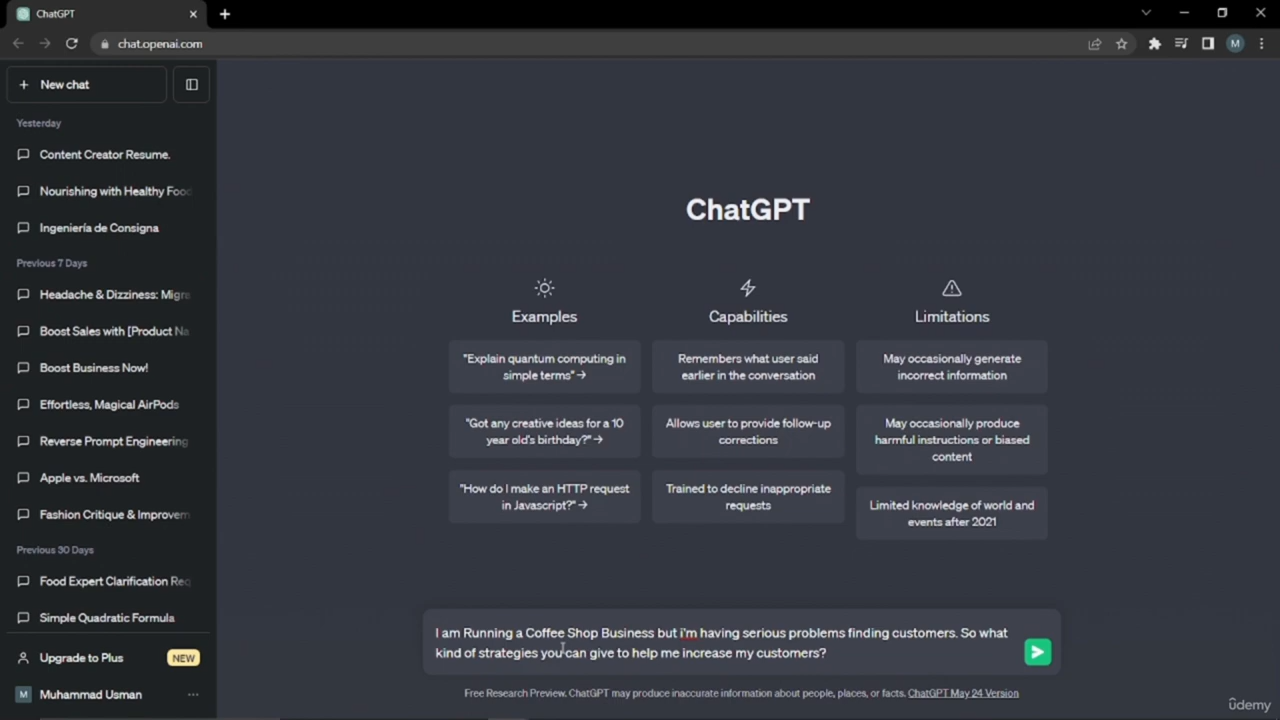 ChatGPT
chat.openai.com
M
New chat
Yesterday
Content Creator Resume.
Nourishing with Healthy Food
Ingeniería de Consigna
Previous 7 Days
Headache & Dizziness: Migra
Boost Sales with [Product Na
Boost Business Now!
Effortless, Magical AirPods
Reverse Prompt Engineering
Apple vs. Microsoft
Fashion Critique & Improvem
Previous 30 Days
Food Expert Clarification Req
Simple Quadratic Formula
Upgrade to Plus NEW
M Muhammad Usman
ChatGPT
Examples
"Explain quantum computing in
simple terms" →
"Got any creative ideas for a 10
year old's birthday?" →
"How do I make an HTTP request
in Javascript?" →
Capabilities
Remembers what user said
earlier in the conversation
Allows user to provide follow-up
corrections
Trained to decline inappropriate
requests
Limitations
May occasionally generate
incorrect information
May occasionally produce
harmful instructions or biased
content
Limited knowledge of world and
events after 2021
I am Running a Coffee Shop Business but i'm having serious problems finding customers. So what
kind of strategies you can give to help me increase my customers?
Free Research Preview. ChatGPT may produce inaccurate information about people, places, or facts. ChatGPT May 24 Version
ûdemy